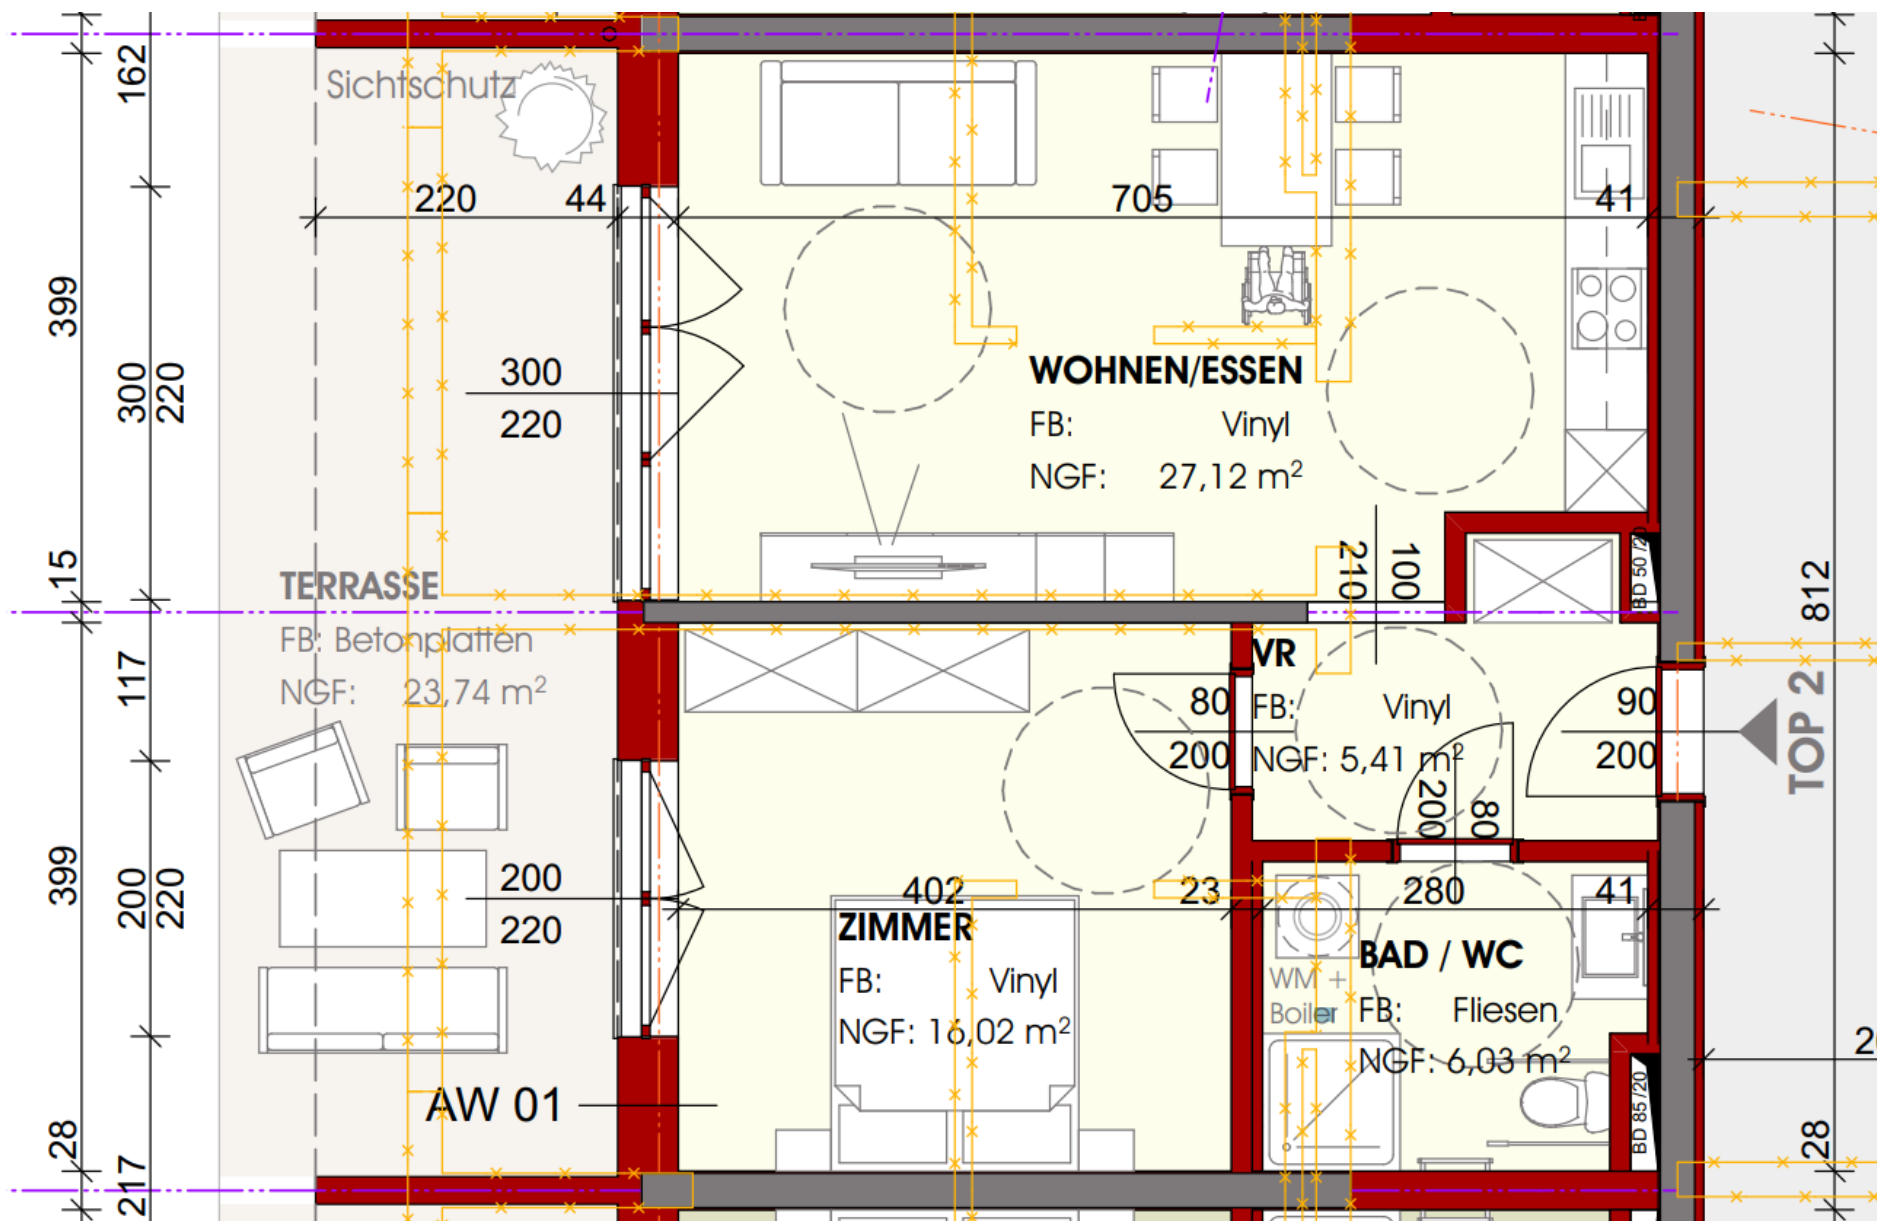 162
Sichtschutz
220
44
705
41
399
300
220
300
220
WOHNEN/ESSEN
FB: Vinyl
NGF: 27,12 m²
15
210
100
BD 50 /20
812
TERRASSE
FB: Betonplatten
NGF: 23,74 m²
117
VR
FB: Vinyl
NGF: 5,41 m²
80
200
90
200
TOP 2
200
80
399
200
220
200
220
402
23
280
41
ZIMMER
FB: Vinyl
NGF: 16,02 m²
WM +
Boiler
BAD / WC
FB: Fliesen
NGF: 6,03 m²
AW 01
BD 85 /20
28
217
28